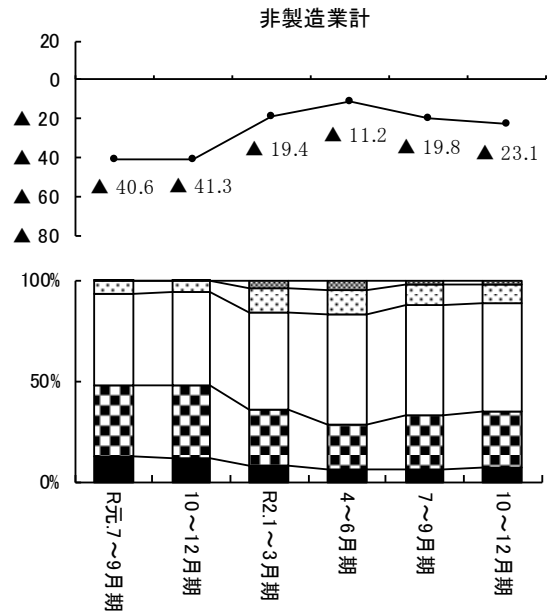 非製造業計
20
0
▲ 20
▲ 40
▲ 60
▲ 80
▲ 40.6
▲ 41.3
▲ 19.4
▲ 11.2
▲ 19.8
▲ 23.1
100%
50%
0%
R元.7～9月期
10～12月期
R2.1～3月期
4～6月期
7～9月期
10～12月期